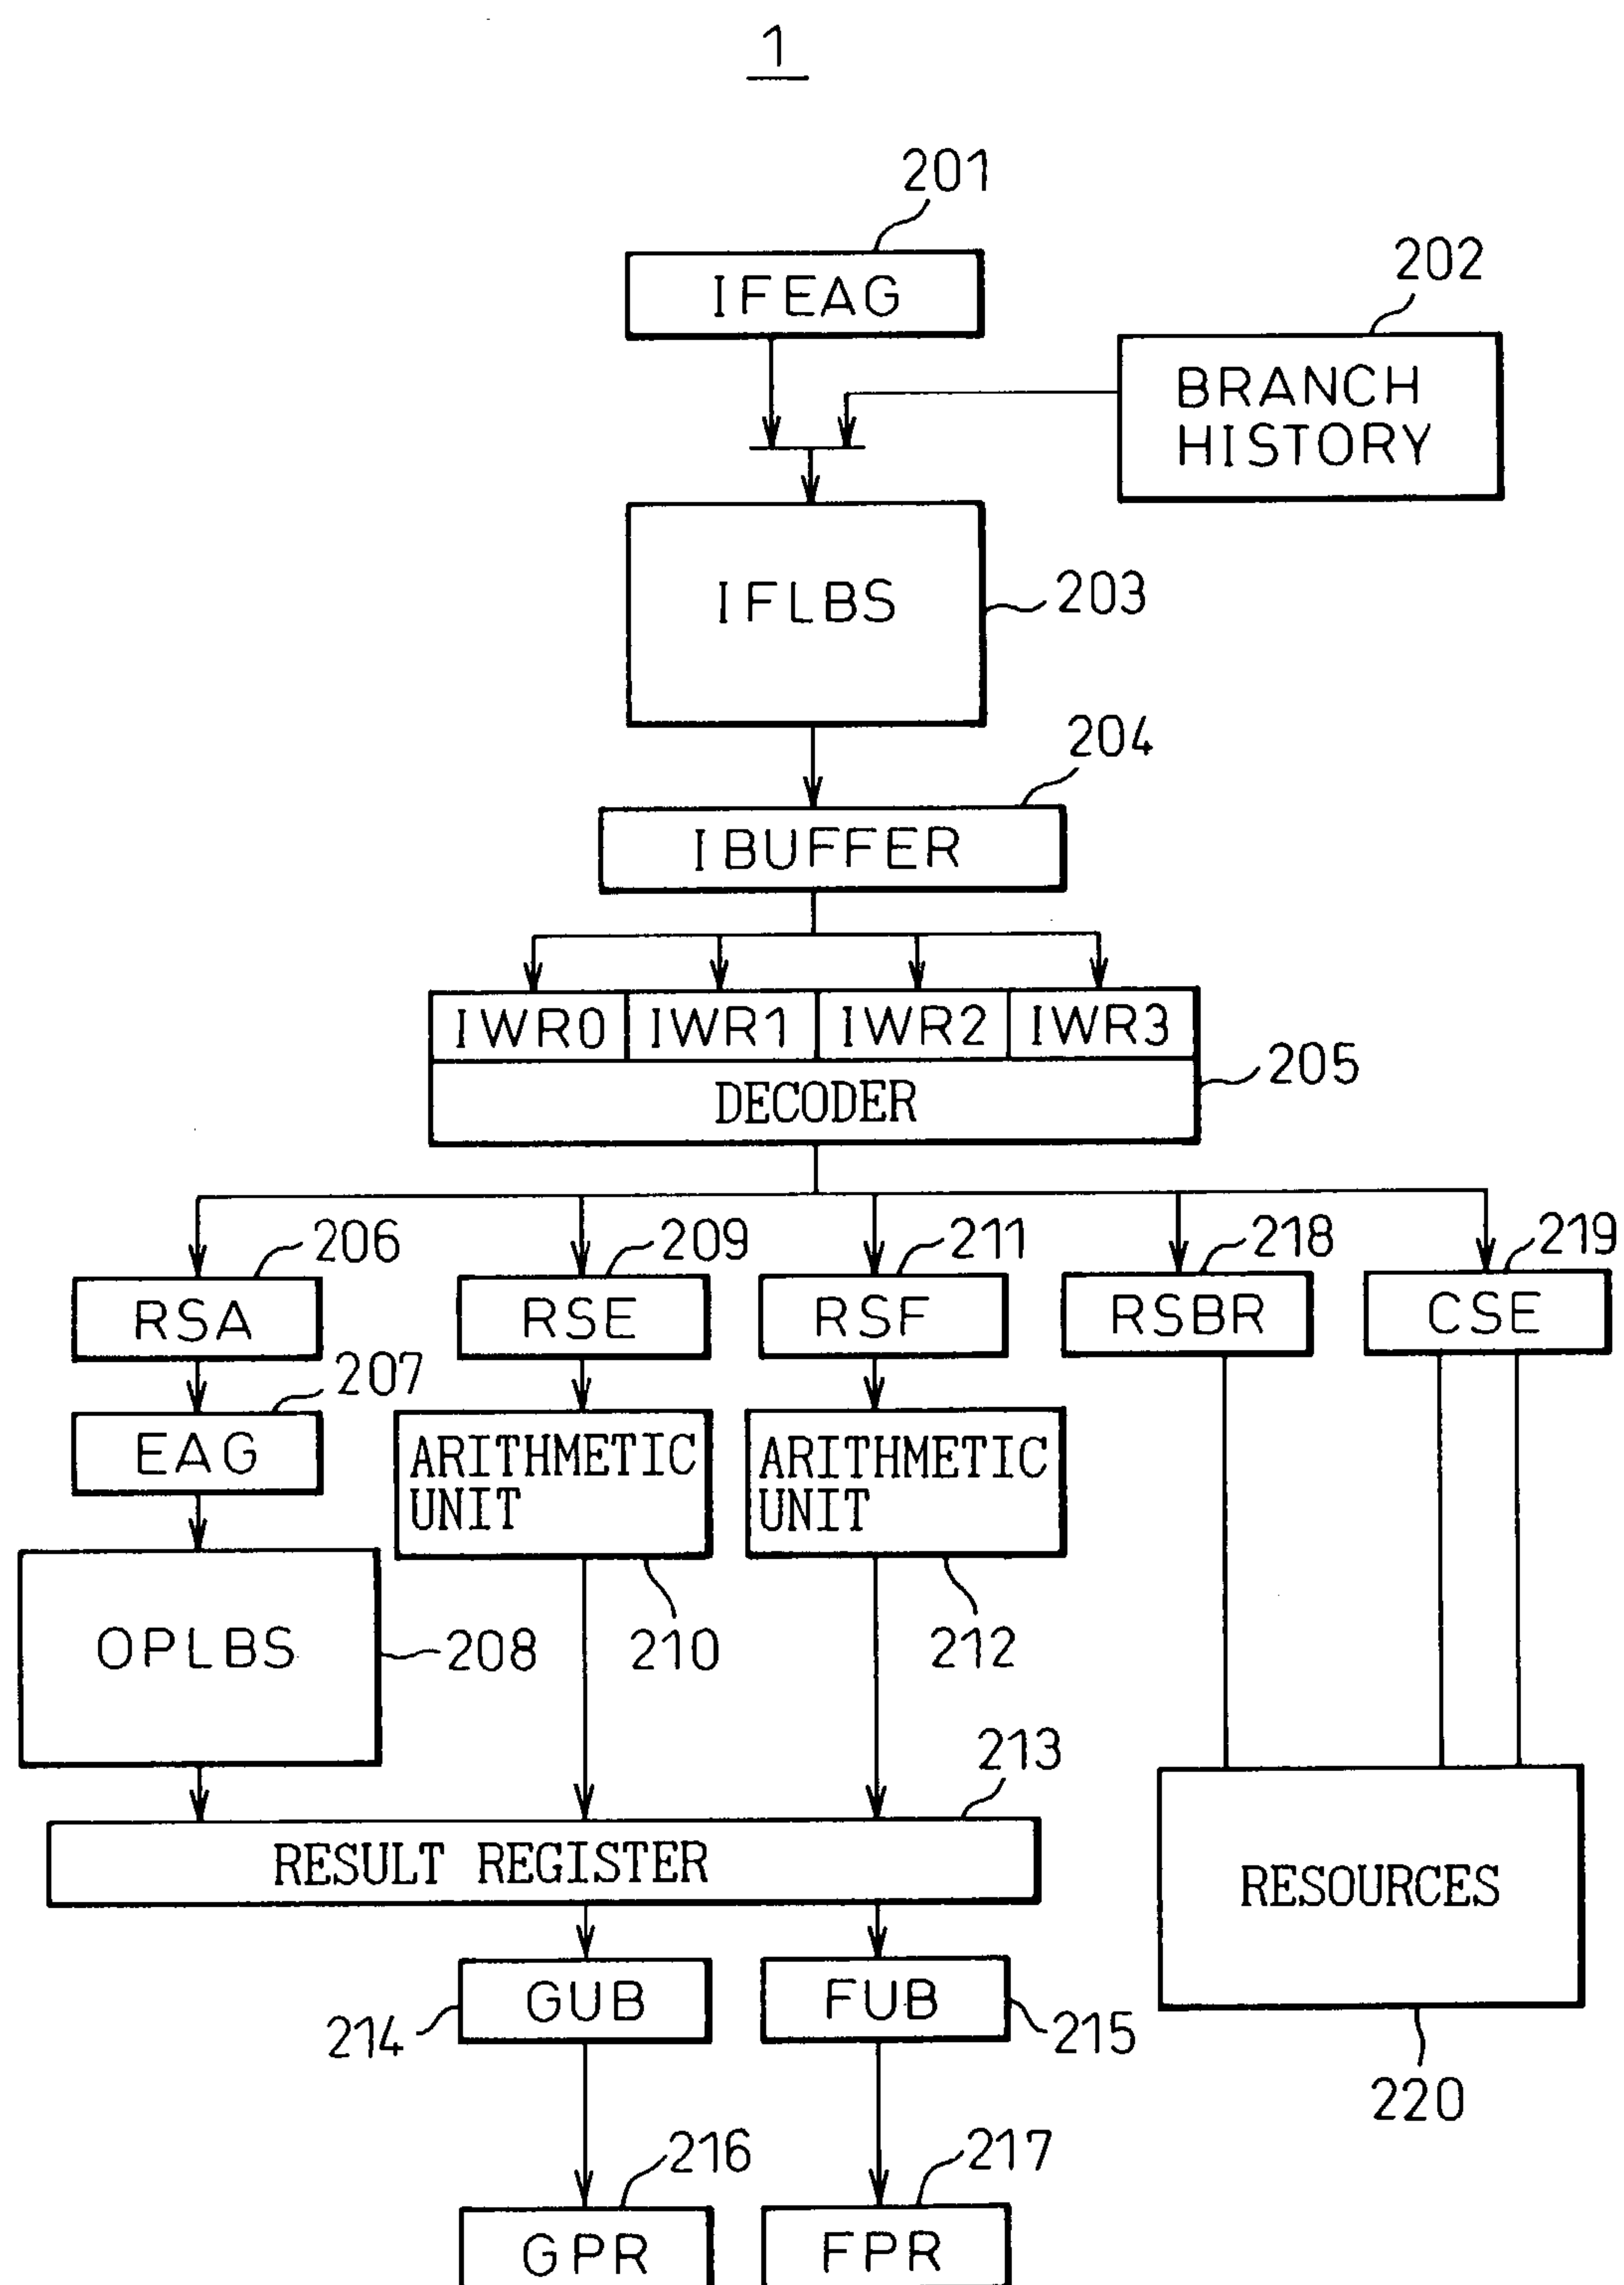 1
201
IFEAG
202
BRANCH
HISTORY
IFLBS
203
204
IBUFFER
IWR0 IWR1 IWR2 IWR3
205
DECODER
206 209 211 218 219
RSA RSE RSF RSBR CSE
207
EAG
ARITHMETIC
UNIT
ARITHMETIC
UNIT
OPLBS
208
210
212
213
RESULT REGISTER
RESOURCES
GUB
FUB
214
215
220
216
217
GPR
FPR